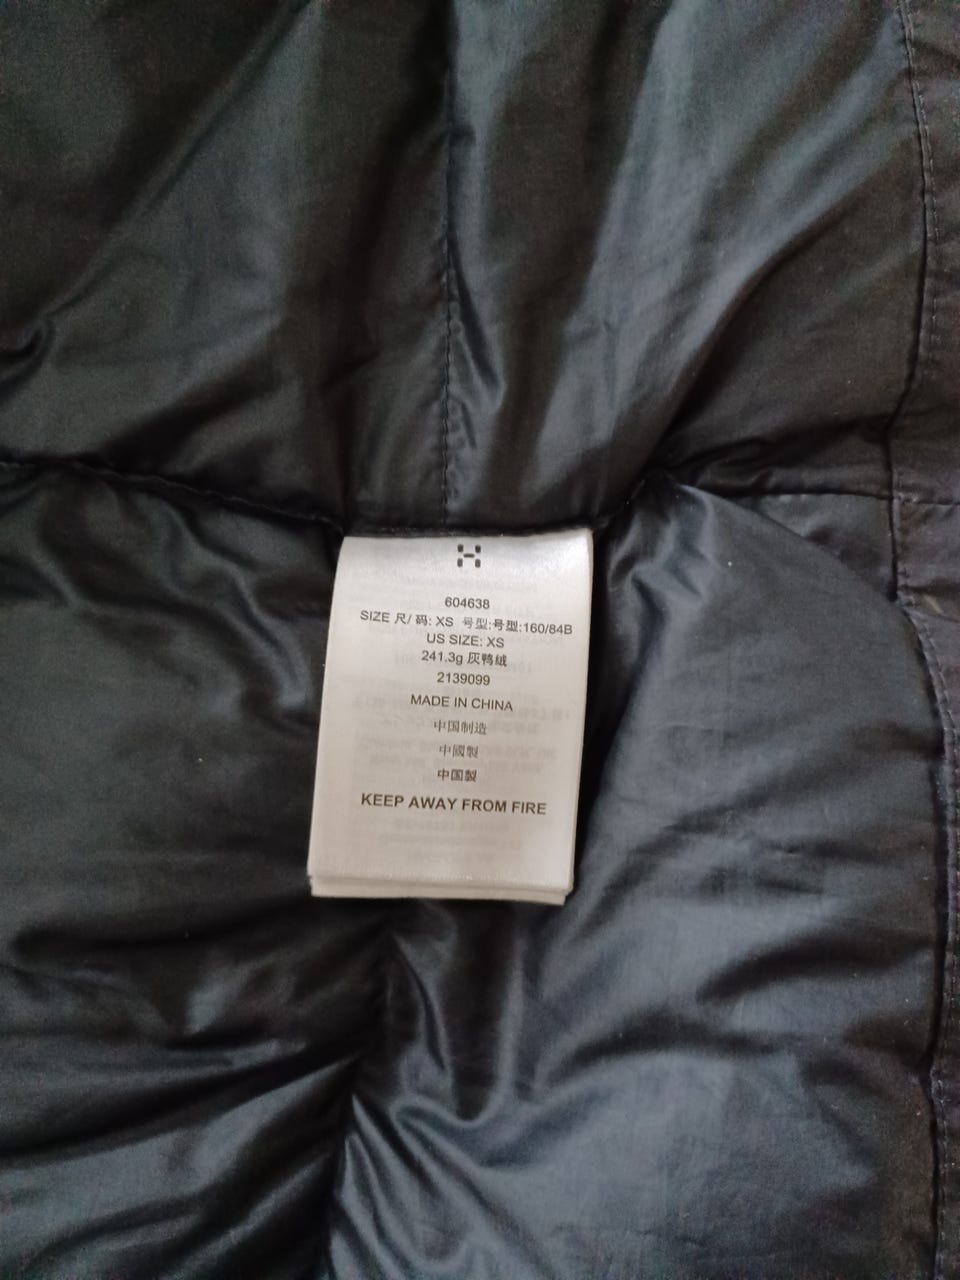 604638
SIZE 尺/ 码: XS 号型:号型:160/84B
US SIZE: XS
241.3g 灰鸭绒
2139099
MADE IN CHINA
中国制造
中國製
中国製
KEEP AWAY FROM FIRE